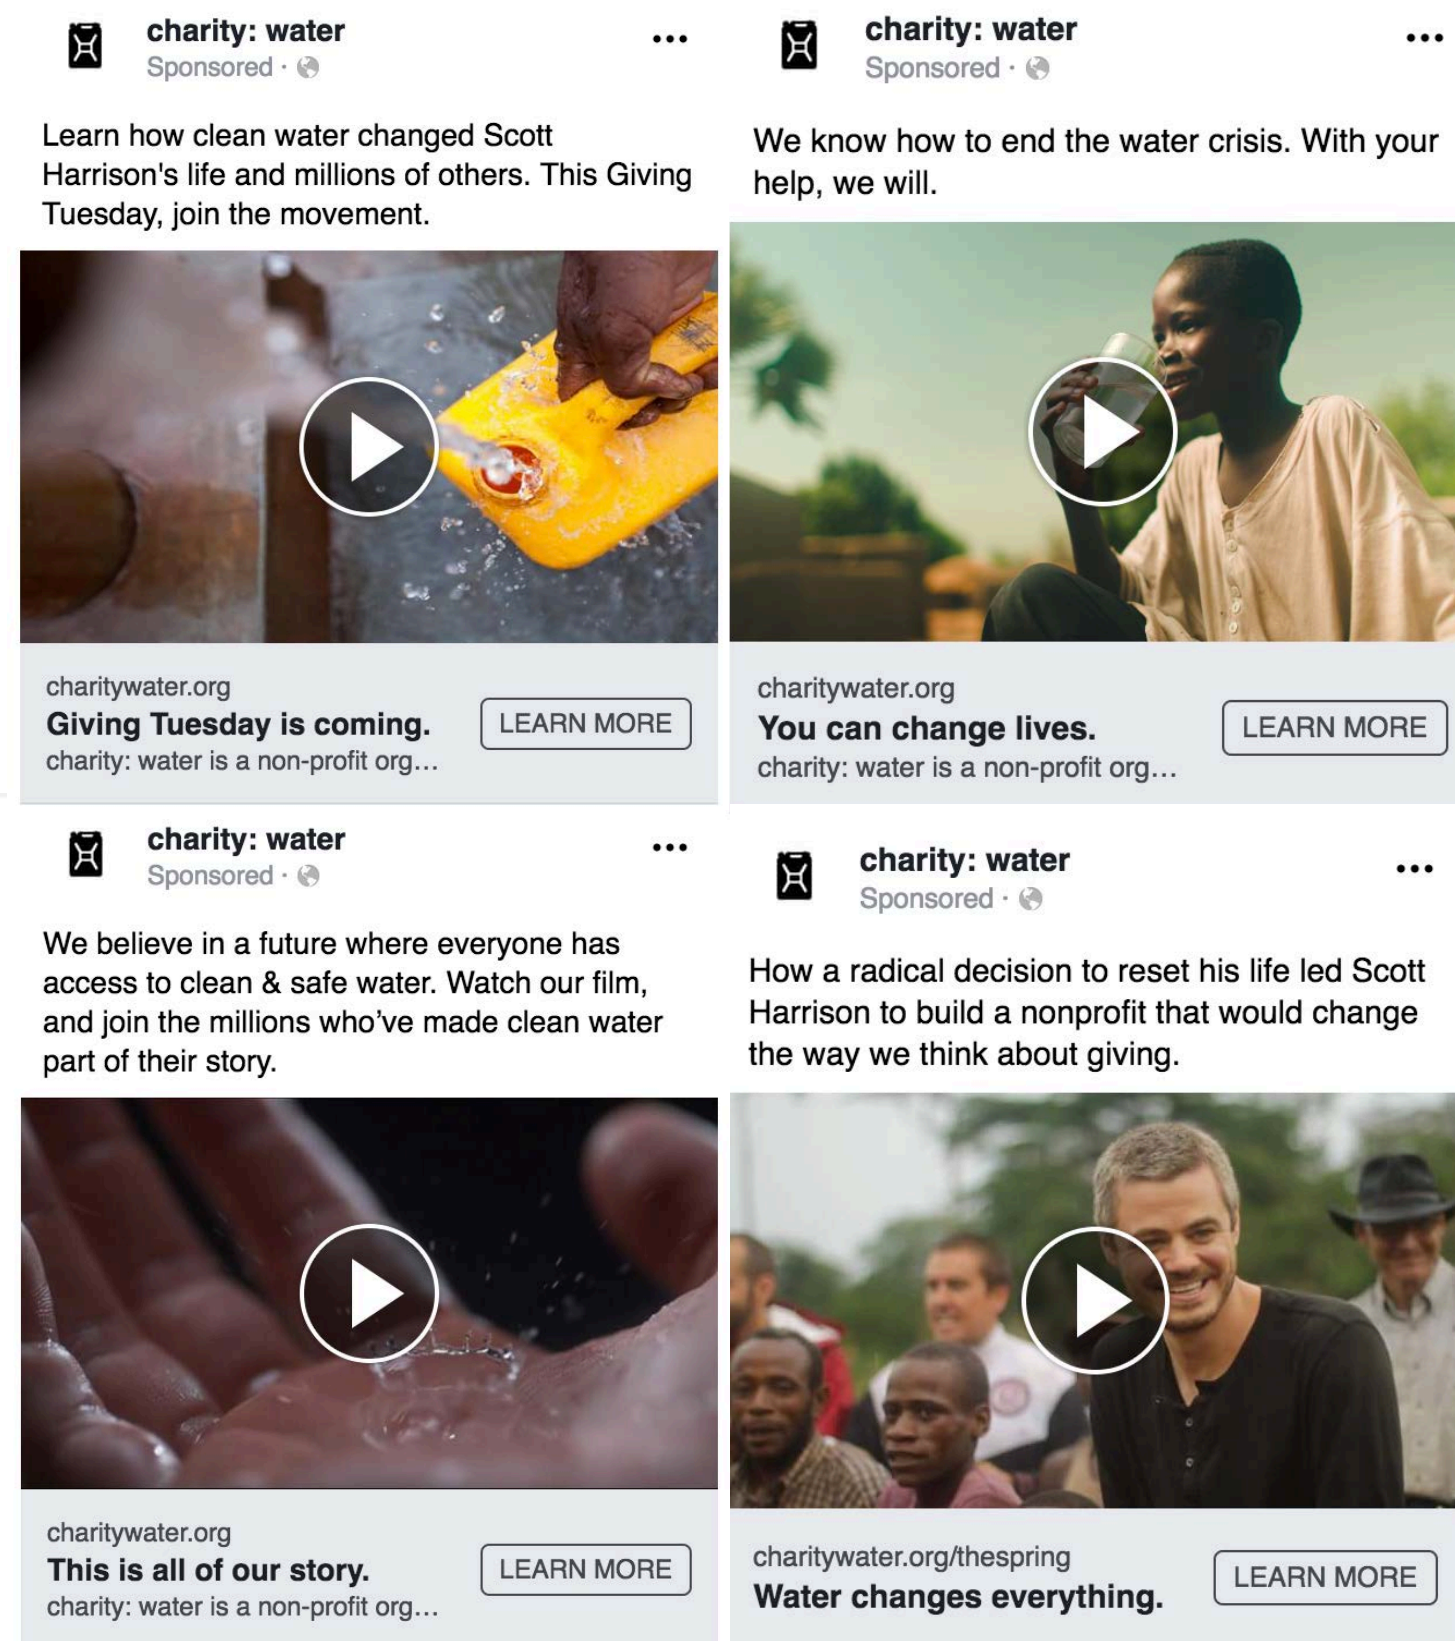 charity: water
Sponsored ·
Learn how clean water changed Scott
Harrison's life and millions of others. This Giving
Tuesday, join the movement.
charitywater.org
Giving Tuesday is coming.
charity: water is a non-profit org...
LEARN MORE
charity: water
Sponsored ·
We know how to end the water crisis. With your
help, we will.
charitywater.org
You can change lives.
charity: water is a non-profit org...
LEARN MORE
charity: water
Sponsored ·
We believe in a future where everyone has
access to clean & safe water. Watch our film,
and join the millions who’ve made clean water
part of their story.
charitywater.org
This is all of our story.
charity: water is a non-profit org...
LEARN MORE
charity: water
Sponsored ·
How a radical decision to reset his life led Scott
Harrison to build a nonprofit that would change
the way we think about giving.
charitywater.org/thespring
Water changes everything.
LEARN MORE